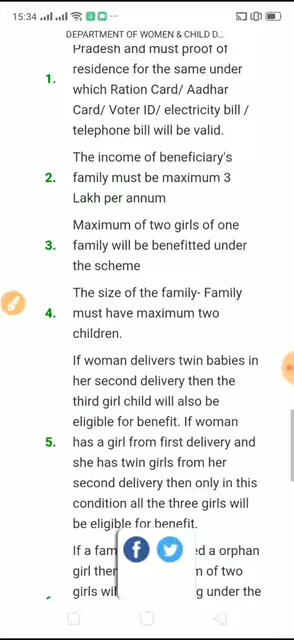 15:34
DEPARTMENT OF WOMEN & CHILD D...
Pradesh and must proof of
1. residence for the same under
which Ration Card/ Aadhar
Card/ Voter ID/ electricity bill /
telephone bill will be valid.
The income of beneficiary's
2. family must be maximum 3
Lakh per annum
Maximum of two girls of one
3. family will be benefitted under
the scheme
The size of the family- Family
4. must have maximum two
children.
If woman delivers twin babies in
her second delivery then the
third girl child will also be
eligible for benefit. If woman
5. has a girl from first delivery and
she has twin girls from her
second delivery then only in this
condition all the three girls will
be eligible for benefit.
If a a orphan
girl of two
girls under the